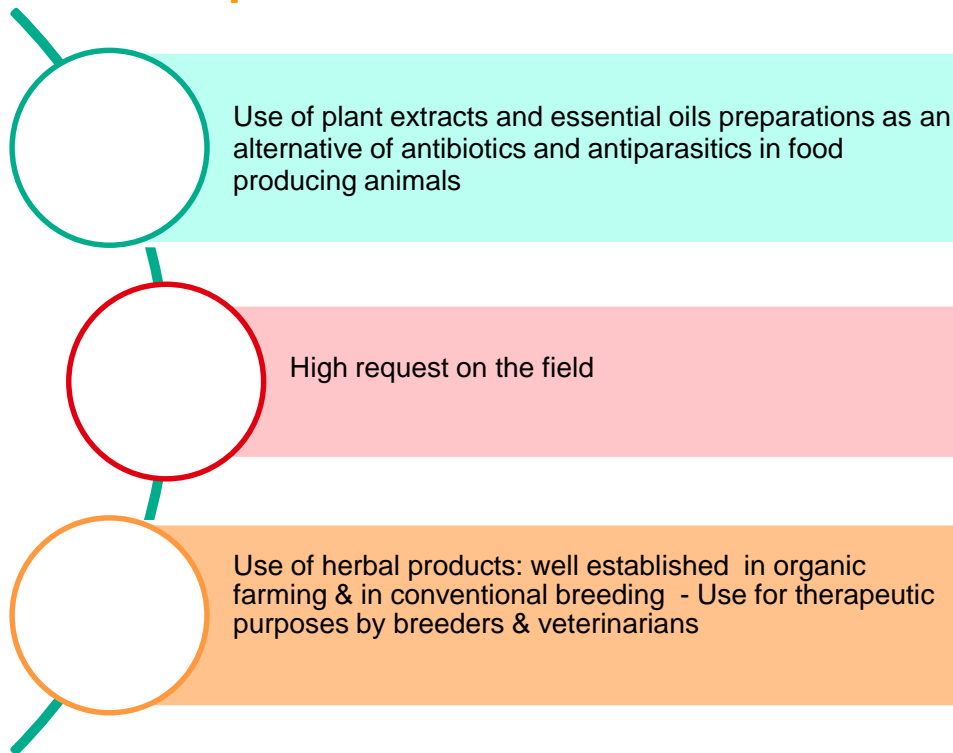 Use of plant extracts and essential oils preparations as an
alternative of antibiotics and antiparasitics in food
producing animals
High request on the field
Use of herbal products: well established  in organic
farming & in conventional breeding  - Use for therapeutic
purposes by breeders & veterinarians